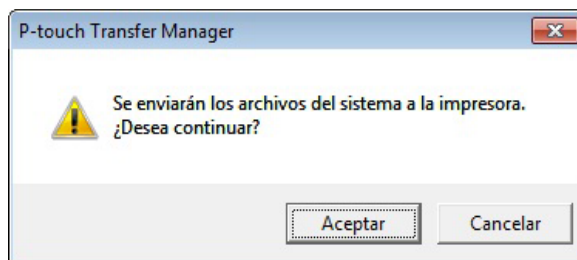 P-touch Transfer Manager
Se enviarán los archivos del sistema a la impresora.
¿Desea continuar?
Aceptar
Cancelar